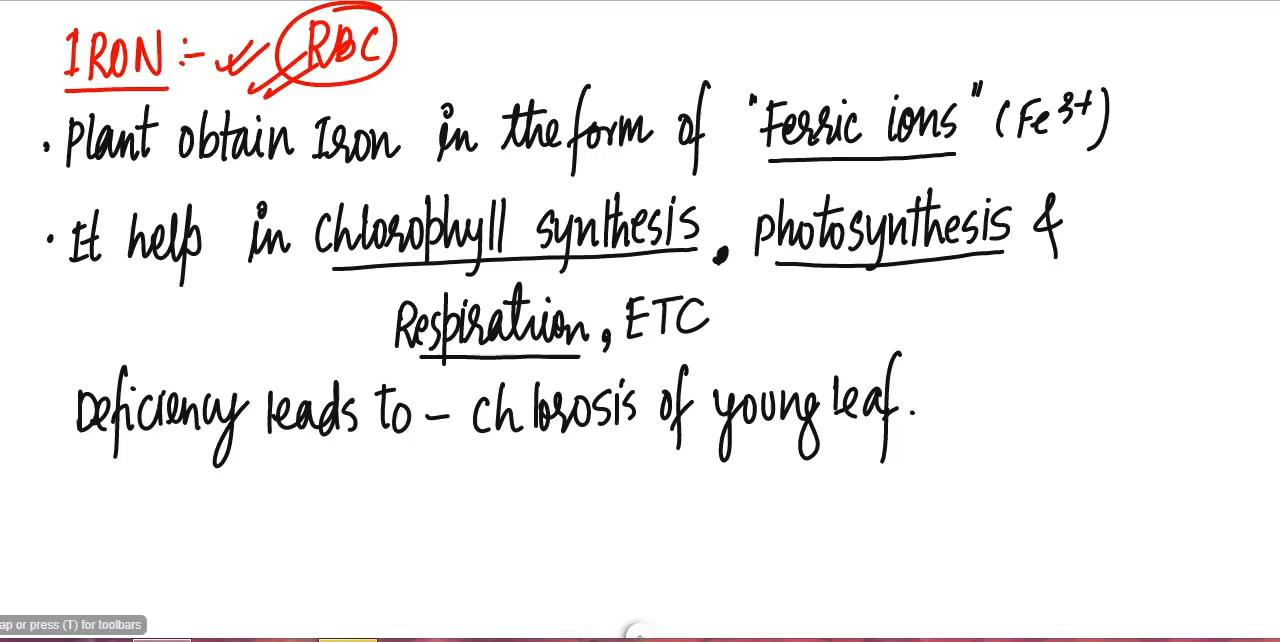 IRON :- RBC
• Plant obtain Iron in the form of "Ferric ions" (Fe³⁺)
• It help in chlorophyll synthesis, photosynthesis &
Respiration, ETC
Deficiency leads to - chlorosis of young leaf.
ap or press (T) for toolbars